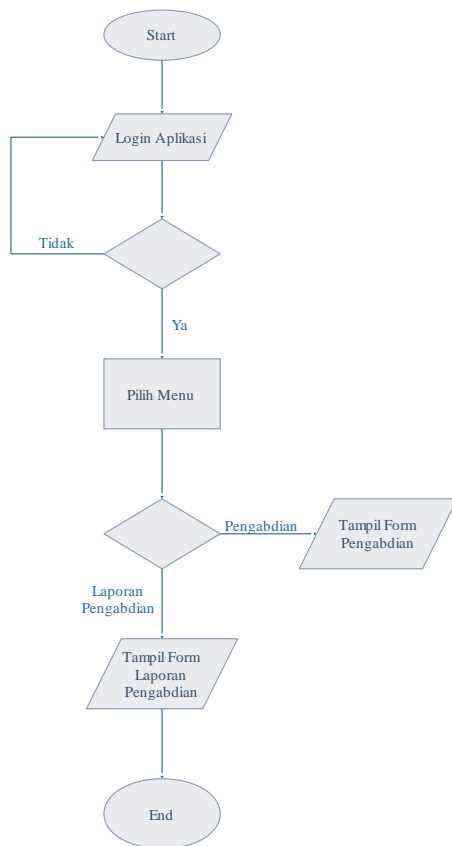 Start
Login Aplikasi
Tidak
Ya
Pilih Menu
Pengabdian
Tampil Form
Pengabdian
Laporan
Pengabdian
Tampil Form
Laporan
Pengabdian
End